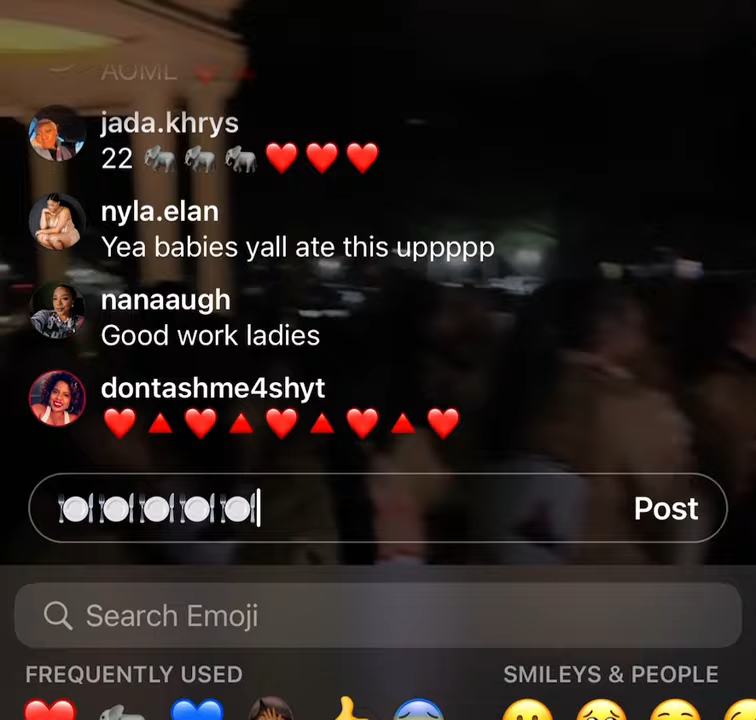 AOML ❤️🔺
jada.khrys
22 🐘🐘🐘❤️❤️❤️
nyla.elan
Yea babies yall ate this uppppp
nanaaugh
Good work ladies
dontashme4shyt
❤️🔺❤️🔺❤️🔺❤️🔺❤️
🍽️🍽️🍽️🍽️🍽️ Post
Search Emoji
FREQUENTLY USED SMILEYS & PEOPLE